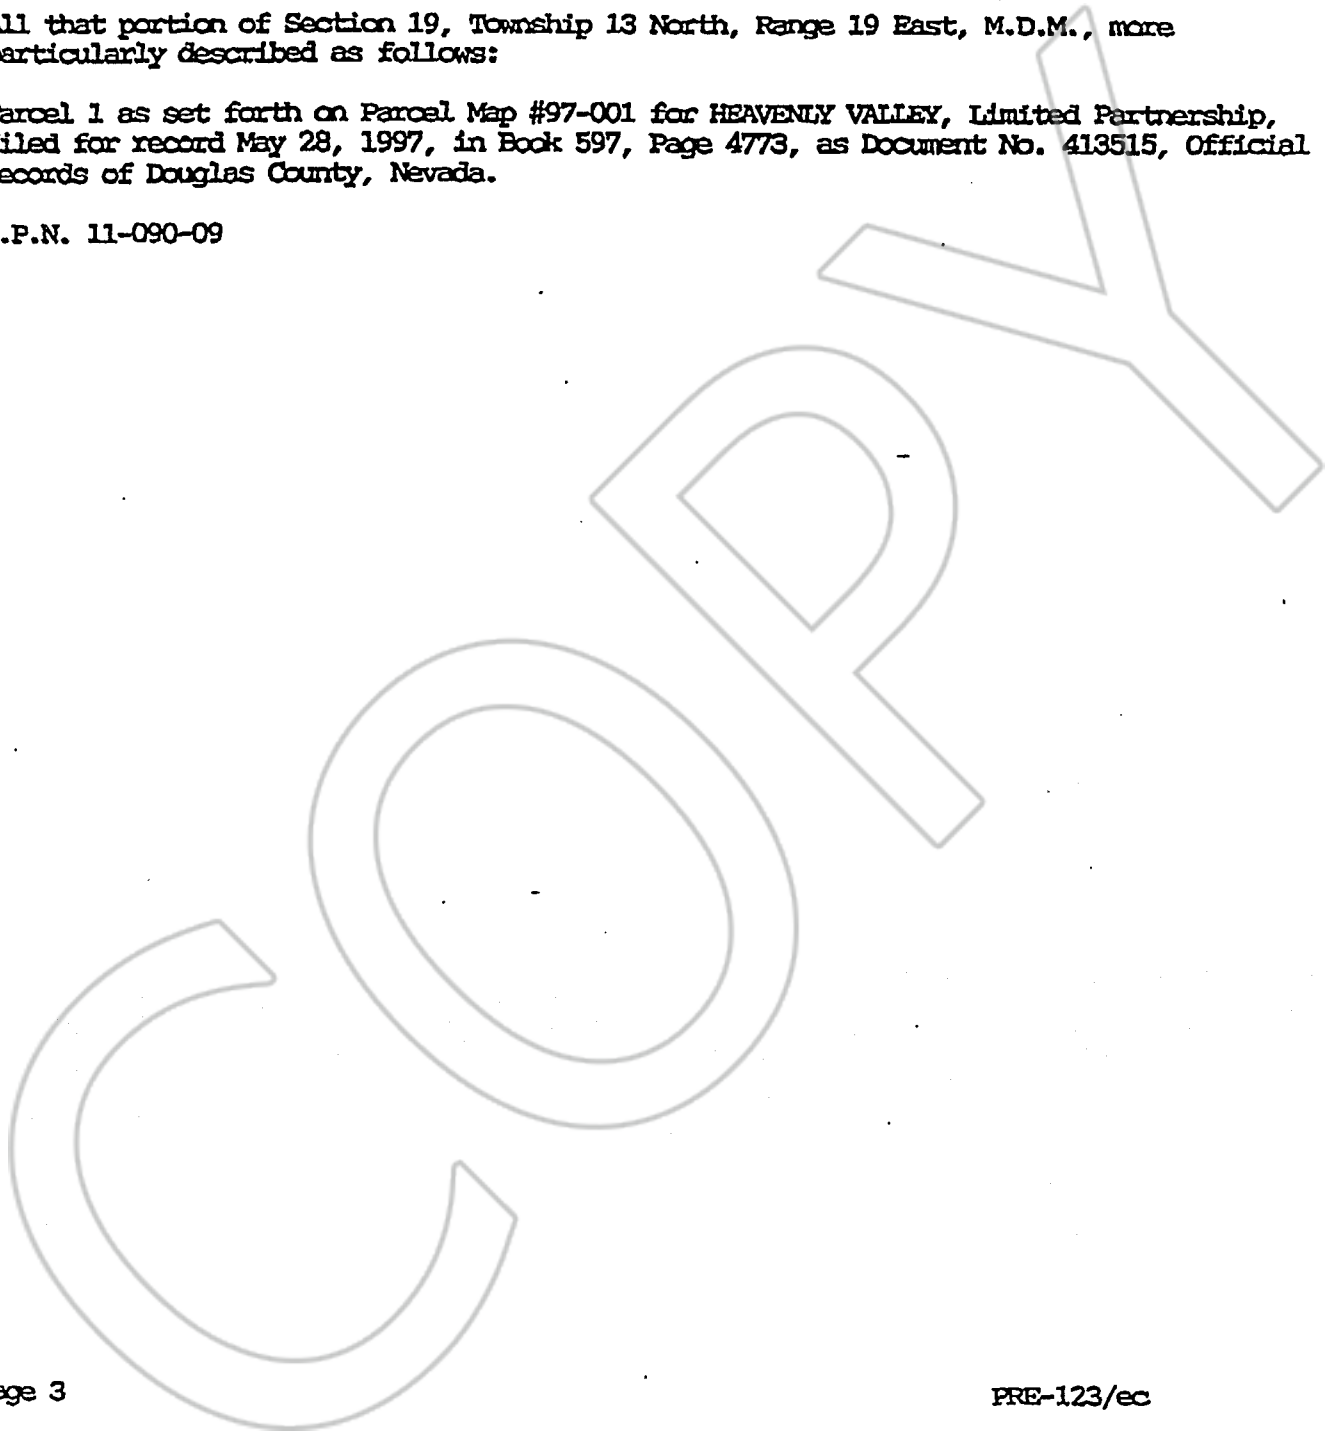 ll that portion of Section 19, Township 13 North, Range 19 East, M.D.M., more
articularly described as follows:
arcel 1 as set forth on Parcel Map #97-001 for HEAVENLY VALLEY, Limited Partnership,
iled for record May 28, 1997, in Book 597, Page 4773, as Document No. 413515, Official
ecords of Douglas County, Nevada.
.P.N. 11-090-09
COPY
age 3 PRE-123/ec